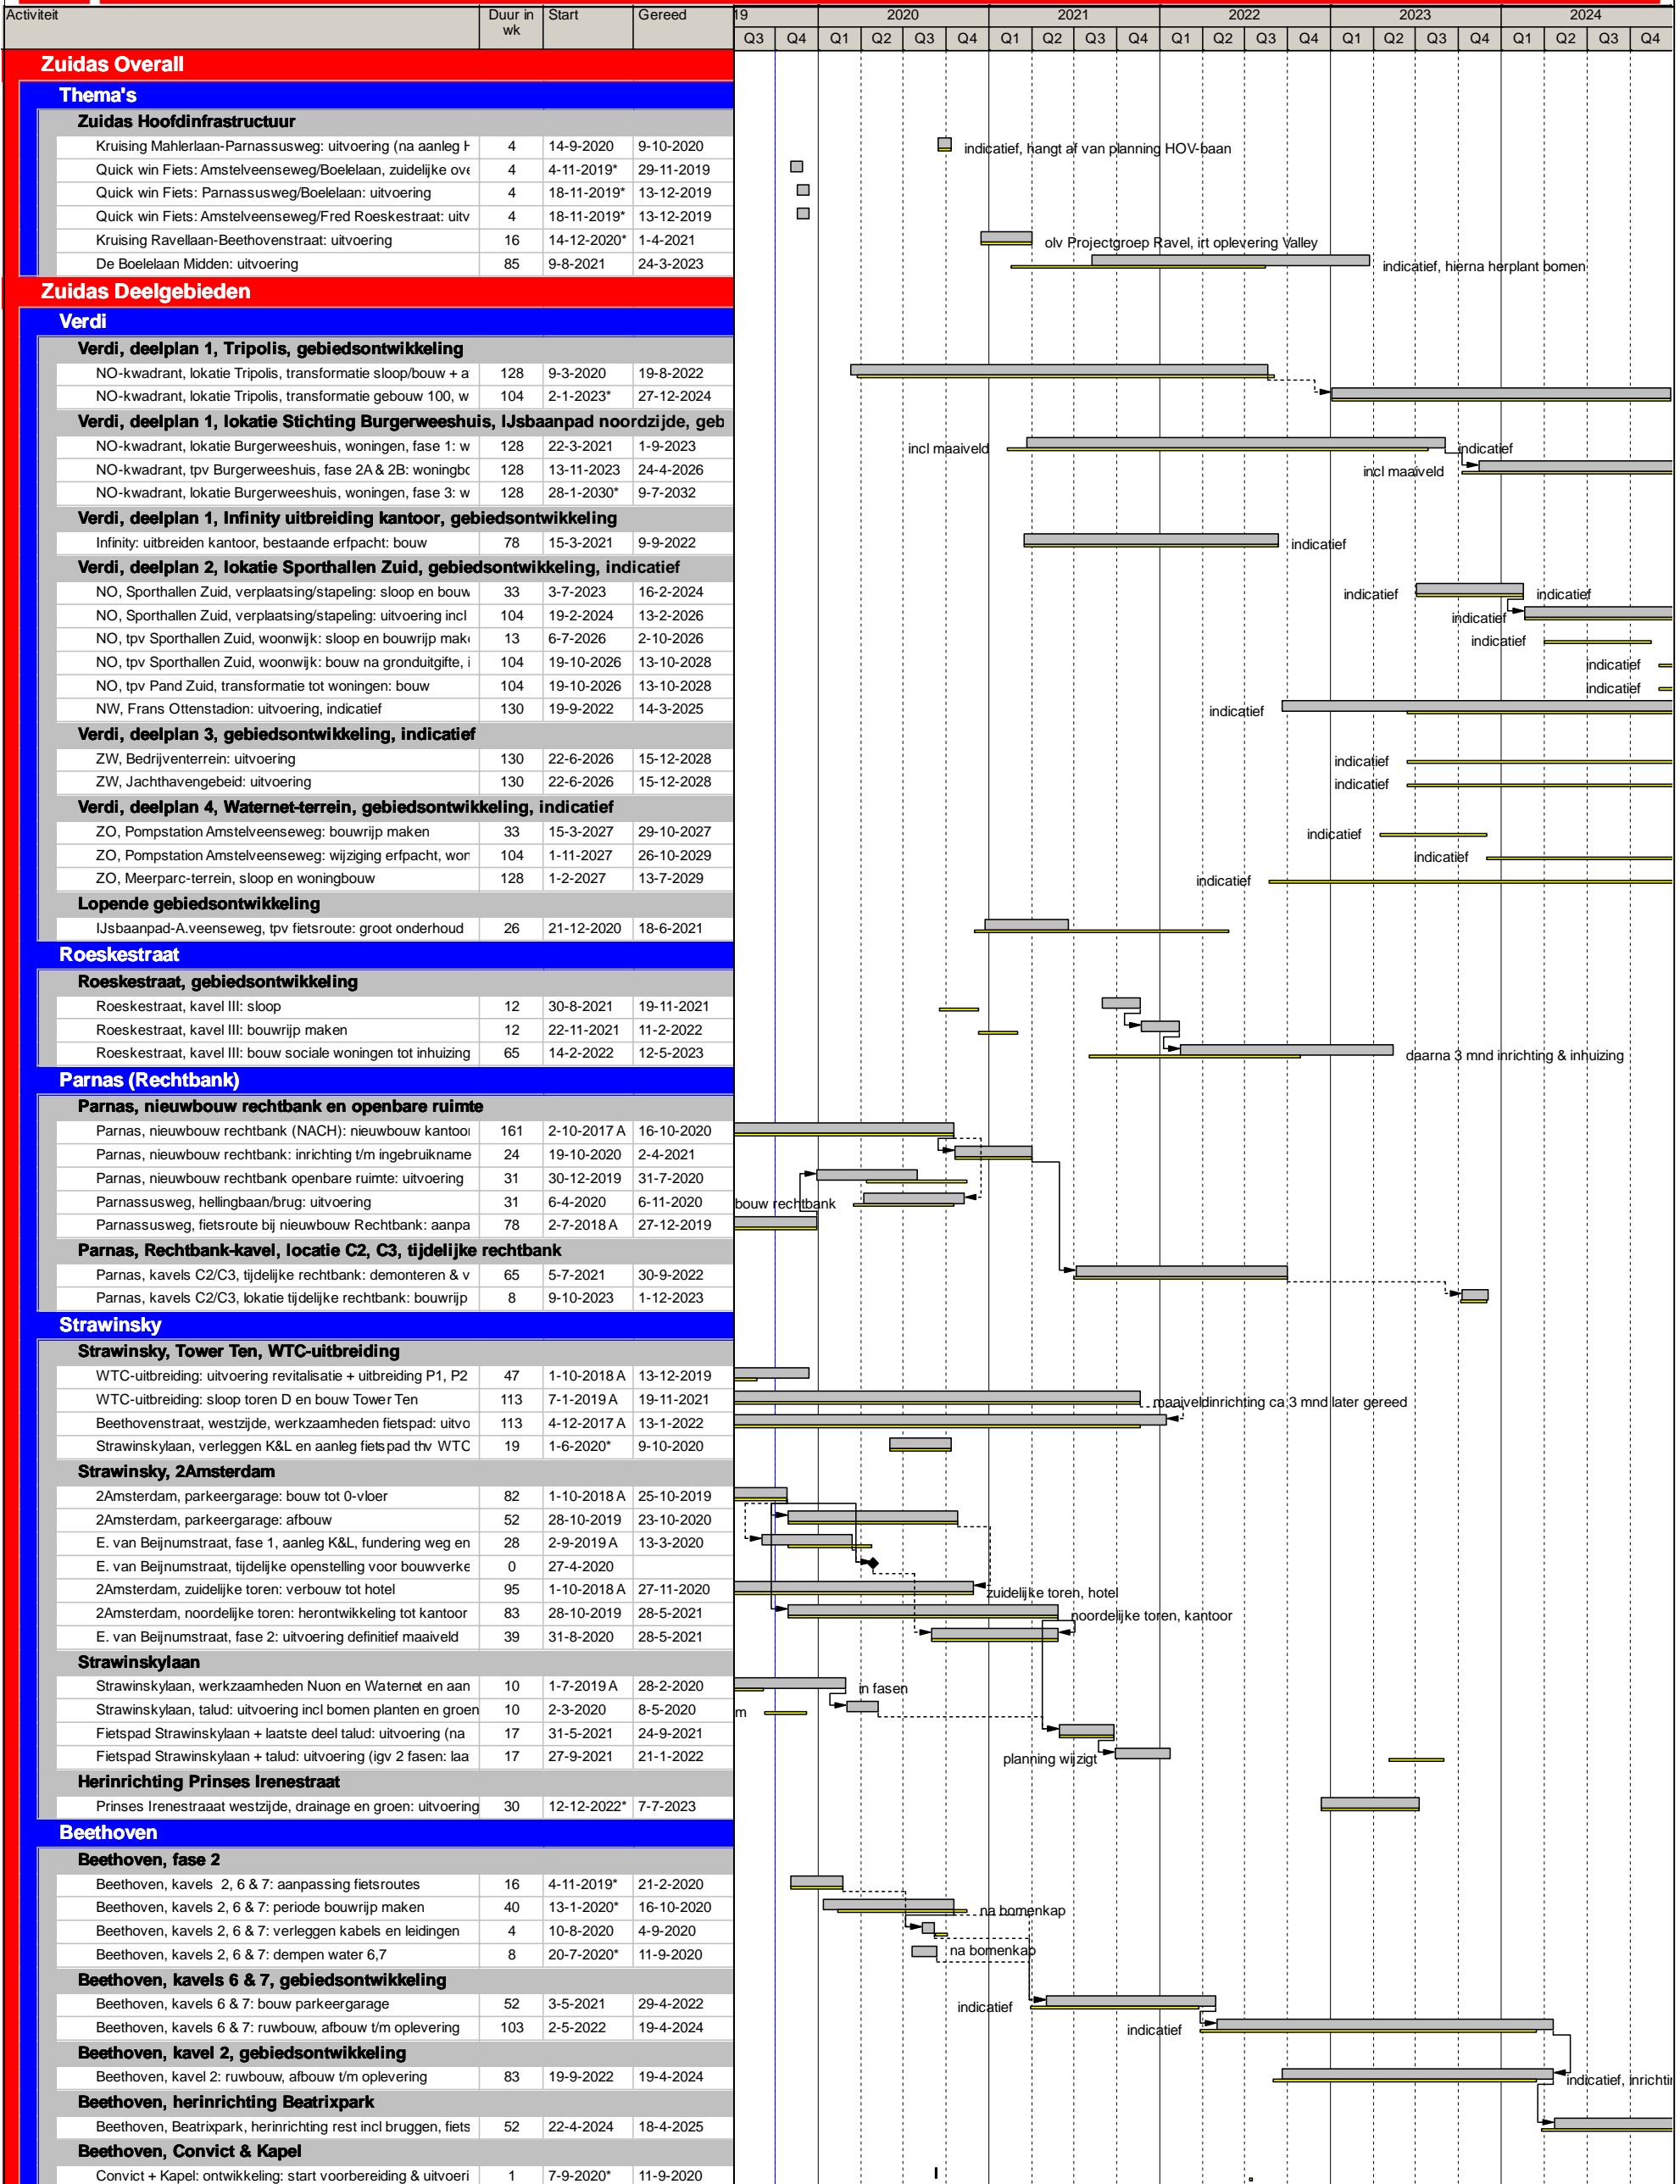 Activiteit Duur in wk Start Gereed 19 2020 2021 2022 2023 2024
Q3 Q4 Q1 Q2 Q3 Q4 Q1 Q2 Q3 Q4 Q1 Q2 Q3 Q4 Q1 Q2 Q3 Q4 Q1 Q2 Q3 Q4
Zuidas Overall
Thema's
Zuidas Hoofdinfrastructuur
Kruising Mahlerlaan-Parnassusweg: uitvoering (na aanleg H 4 14-9-2020 9-10-2020 indicatief, hangt af van planning HOV-baan
Quick win Fiets: Amstelveenseweg/Boelelaan, zuidelijke ove 4 4-11-2019* 29-11-2019
Quick win Fiets: Parnassusweg/Boelelaan: uitvoering 4 18-11-2019* 13-12-2019
Quick win Fiets: Amstelveenseweg/Fred Roeskestraat: uitv 4 18-11-2019* 13-12-2019
Kruising Ravellaan-Beethovenstraat: uitvoering 16 14-12-2020* 1-4-2021 olv Projectgroep Ravel, irt oplevering Valley
De Boelelaan Midden: uitvoering 85 9-8-2021 24-3-2023 indicatief, hierna herplant bomen
Zuidas Deelgebieden
Verdi
Verdi, deelplan 1, Tripolis, gebiedsontwikkeling
NO-kwadrant, lokatie Tripolis, transformatie sloop/bouw + a 128 9-3-2020 19-8-2022
NO-kwadrant, lokatie Tripolis, transformatie gebouw 100, w 104 2-1-2023* 27-12-2024
Verdi, deelplan 1, lokatie Stichting Burgerweeshuis, IJsbaanpad noordzijde, geb
NO-kwadrant, lokatie Burgerweeshuis, woningen, fase 1: w 128 22-3-2021 1-9-2023 incl maaiveld indicatief
NO-kwadrant, tpv Burgerweeshuis, fase 2A & 2B: woningbo 128 13-11-2023 24-4-2026 incl maaiveld
NO-kwadrant, lokatie Burgerweeshuis, woningen, fase 3: w 128 28-1-2030* 9-7-2032
Verdi, deelplan 1, Infinity uitbreiding kantoor, gebiedsontwikkeling
Infinity: uitbreiden kantoor, bestaande erfpacht: bouw 78 15-3-2021 9-9-2022 indicatief
Verdi, deelplan 2, lokatie Sporthallen Zuid, gebiedsontwikkeling, indicatief
NO, Sporthallen Zuid, verplaatsing/stapeling: sloop en bouw 33 3-7-2023 16-2-2024 indicatief indicatief
NO, Sporthallen Zuid, verplaatsing/stapeling: uitvoering incl 104 19-2-2024 13-2-2026 indicatief
NO, tpv Sporthallen Zuid, woonwijk: sloop en bouwrijp make 13 6-7-2026 2-10-2026 indicatief
NO, tpv Sporthallen Zuid, woonwijk: bouw na gronduitgifte, i 104 19-10-2026 13-10-2028 indicatief
NO, tpv Pand Zuid, transformatie tot woningen: bouw 104 19-10-2026 13-10-2028 indicatief
NW, Frans Ottenstadion: uitvoering, indicatief 130 19-9-2022 14-3-2025 indicatief
Verdi, deelplan 3, gebiedsontwikkeling, indicatief
ZW, Bedrijventerrein: uitvoering 130 22-6-2026 15-12-2028 indicatief
ZW, Jachthavengebeid: uitvoering 130 22-6-2026 15-12-2028 indicatief
Verdi, deelplan 4, Waternet-terrein, gebiedsontwikkeling, indicatief
ZO, Pompstation Amstelveenseweg: bouwrijp maken 33 15-3-2027 29-10-2027 indicatief
ZO, Pompstation Amstelveenseweg: wijziging erfpacht, won 104 1-11-2027 26-10-2029 indicatief
ZO, Meerparc-terrein, sloop en woningbouw 128 1-2-2027 13-7-2029 indicatief
Lopende gebiedsontwikkeling
IJsbaanpad-A.veenseweg, tpv fietsroute: groot onderhoud 26 21-12-2020 18-6-2021
Roeskestraat
Roeskestraat, gebiedsontwikkeling
Roeskestraat, kavel III: sloop 12 30-8-2021 19-11-2021
Roeskestraat, kavel III: bouwrijp maken 12 22-11-2021 11-2-2022
Roeskestraat, kavel III: bouw sociale woningen tot inhuizing 65 14-2-2022 12-5-2023 daarna 3 mnd inrichting & inhuizing
Parnas (Rechtbank)
Parnas, nieuwbouw rechtbank en openbare ruimte
Parnas, nieuwbouw rechtbank (NACH): nieuwbouw kantoor 161 2-10-2017 A 16-10-2020
Parnas, nieuwbouw rechtbank: inrichting t/m ingebruikname 24 19-10-2020 2-4-2021
Parnas, nieuwbouw rechtbank openbare ruimte: uitvoering 31 30-12-2019 31-7-2020
Parnassusweg, hellingbaan/brug: uitvoering 31 6-4-2020 6-11-2020 bouw rechtbank
Parnassusweg, fietsroute bij nieuwbouw Rechtbank: aanpa 78 2-7-2018 A 27-12-2019
Parnas, Rechtbank-kavel, locatie C2, C3, tijdelijke rechtbank
Parnas, kavels C2/C3, tijdelijke rechtbank: demonteren & v 65 5-7-2021 30-9-2022
Parnas, kavels C2/C3, lokatie tijdelijke rechtbank: bouwrijp 8 9-10-2023 1-12-2023
Strawinsky
Strawinsky, Tower Ten, WTC-uitbreiding
WTC-uitbreiding: uitvoering revitalisatie + uitbreiding P1, P2 47 1-10-2018 A 13-12-2019
WTC-uitbreiding: sloop toren D en bouw Tower Ten 113 7-1-2019 A 19-11-2021 maaiveldinrichting ca 3 mnd later gereed
Beethovenstraat, westzijde, werkzaamheden fietspad: uitvo 113 4-12-2017 A 13-1-2022
Strawinskylaan, verleggen K&L en aanleg fietspad thv WTC 19 1-6-2020* 9-10-2020
Strawinsky, 2Amsterdam
2Amsterdam, parkeergarage: bouw tot 0-vloer 82 1-10-2018 A 25-10-2019
2Amsterdam, parkeergarage: afbouw 52 28-10-2019 23-10-2020
E. van Beijnumstraat, fase 1, aanleg K&L, fundering weg en 28 2-9-2019 A 13-3-2020
E. van Beijnumstraat, tijdelijke openstelling voor bouwverke 0 27-4-2020
2Amsterdam, zuidelijke toren: verbouw tot hotel 95 1-10-2018 A 27-11-2020 zuidelijke toren, hotel
2Amsterdam, noordelijke toren: herontwikkeling tot kantoor 83 28-10-2019 28-5-2021 noordelijke toren, kantoor
E. van Beijnumstraat, fase 2: uitvoering definitief maaiveld 39 31-8-2020 28-5-2021
Strawinskylaan
Strawinskylaan, werkzaamheden Nuon en Waternet en aan 10 1-7-2019 A 28-2-2020 in fasen
Strawinskylaan, talud: uitvoering incl bomen planten en groen 10 2-3-2020 8-5-2020 m
Fietspad Strawinskylaan + laatste deel talud: uitvoering (na 17 31-5-2021 24-9-2021
Fietspad Strawinskylaan + talud: uitvoering (igv 2 fasen: laa 17 27-9-2021 21-1-2022 planning wijzigt
Herinrichting Prinses Irenestraat
Prinses Irenestraaat westzijde, drainage en groen: uitvoering 30 12-12-2022* 7-7-2023
Beethoven
Beethoven, fase 2
Beethoven, kavels 2, 6 & 7: aanpassing fietsroutes 16 4-11-2019* 21-2-2020
Beethoven, kavels 2, 6 & 7: periode bouwrijp maken 40 13-1-2020* 16-10-2020 na bomenkap
Beethoven, kavels 2, 6 & 7: verleggen kabels en leidingen 4 10-8-2020 4-9-2020
Beethoven, kavels 2, 6 & 7: dempen water 6,7 8 20-7-2020* 11-9-2020 na bomenkap
Beethoven, kavels 6 & 7, gebiedsontwikkeling
Beethoven, kavels 6 & 7: bouw parkeergarage 52 3-5-2021 29-4-2022 indicatief
Beethoven, kavels 6 & 7: ruwbouw, afbouw t/m oplevering 103 2-5-2022 19-4-2024 indicatief
Beethoven, kavel 2, gebiedsontwikkeling
Beethoven, kavel 2: ruwbouw, afbouw t/m oplevering 83 19-9-2022 19-4-2024 indicatief, inrichtin
Beethoven, herinrichting Beatrixpark
Beethoven, Beatrixpark, herinrichting rest incl bruggen, fiets 52 22-4-2024 18-4-2025
Beethoven, Convict & Kapel
Convict + Kapel: ontwikkeling: start voorbereiding & uitvoeri 1 7-9-2020* 11-9-2020